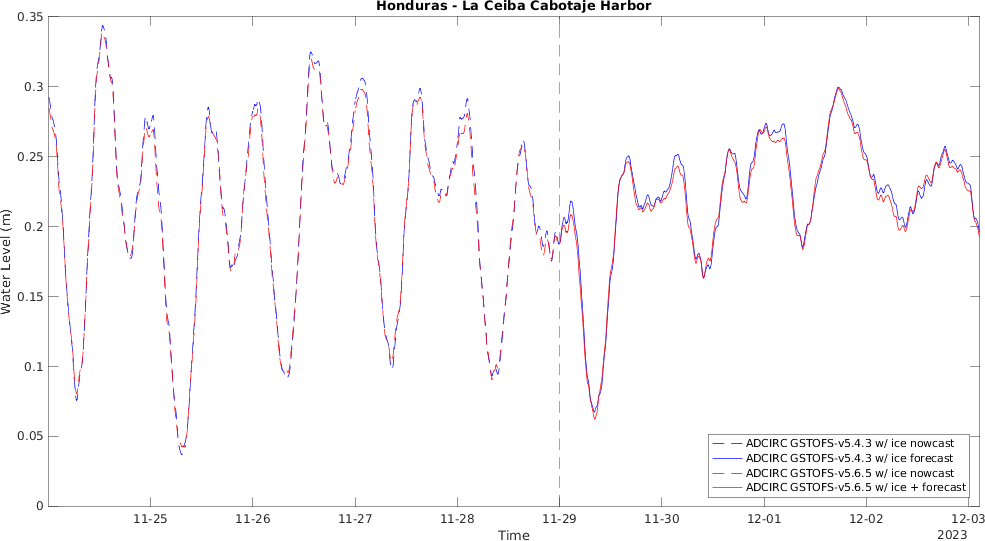 Honduras - La Ceiba Cabotaje Harbor
0.35
0.3
0.25
0.2
0.15
0.1
0.05
0
Water Level (m)
11-25 11-26 11-27 11-28 11-29 11-30 12-01 12-02 12-03
Time
2023
ADCIRC GSTOFS-v5.4.3 w/ ice nowcast
ADCIRC GSTOFS-v5.4.3 w/ ice forecast
ADCIRC GSTOFS-v5.6.5 w/ ice nowcast
ADCIRC GSTOFS-v5.6.5 w/ ice + forecast